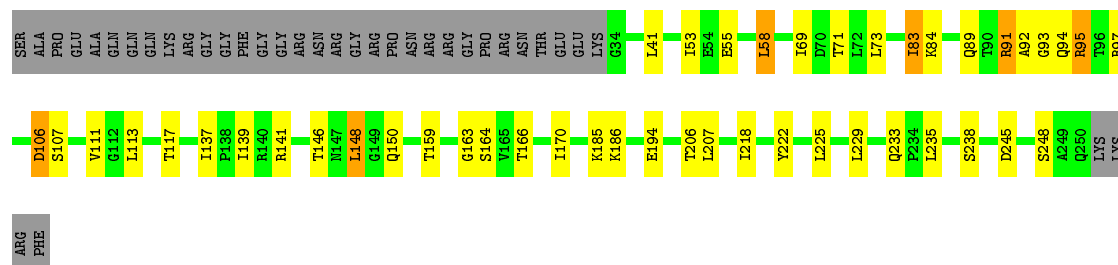 SER ALA PRO GLU ALA GLN GLN GLN LYS ARG GLY GLY PHE GLY GLY ARG ASN ARG GLY ARG PRO ASN ARG ARG GLY PRO ARG ASN THR GLU GLU LYS G34 L41 I53 E54 E55 L58 I69 D70 T71 L72 L73 I83 K84 Q89 T90 R91 A92 G93 Q94 R95 T96 R97
D106 S107 V111 G112 L113 T117 I137 P138 I139 R140 R141 T146 N147 L148 G149 Q150 T159 G163 S164 V165 T166 I170 K185 K186 E194 T206 L207 I218 Y222 L225 L229 Q233 P234 L235 S238 D245 S248 A249 Q250 LYS LYS
ARG PHE